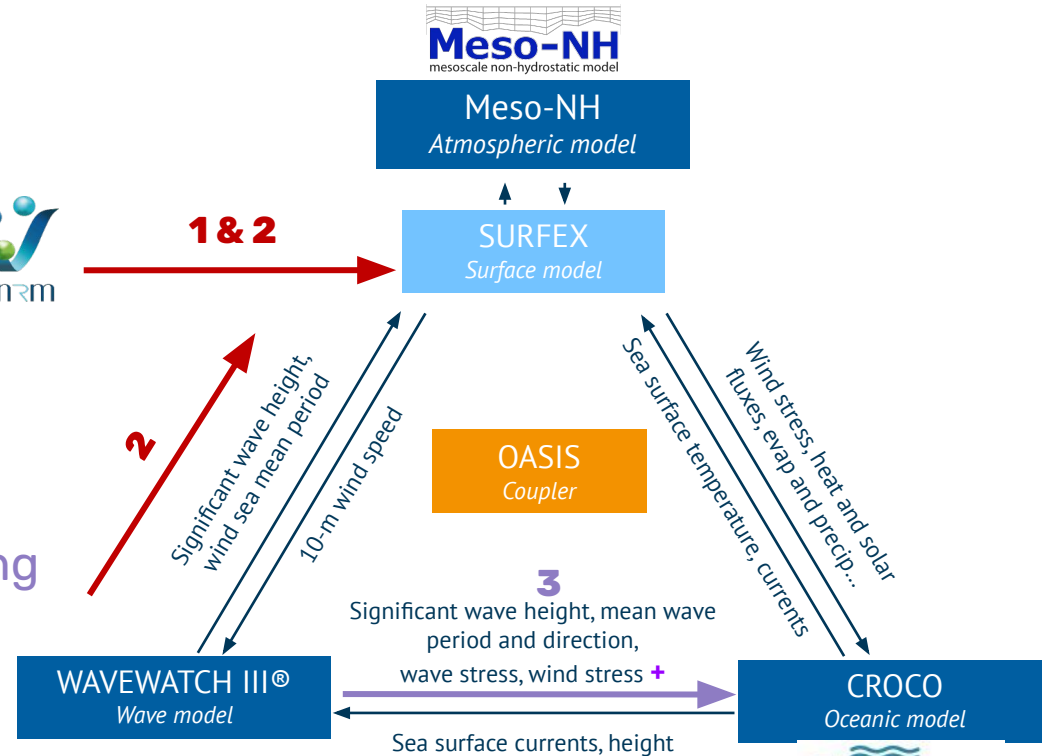 Meso-NH
mesoscale non-hydrostatic model
Meso-NH
Atmospheric model
1 & 2
SURFEX
Surface model
2
Significant wave height,
wind sea mean period
10-m wind speed
OASIS
Coupler
Sea surface temperature, currents
Wind stress, heat and solar
fluxes, evap and precip...
3
Significant wave height, mean wave
period and direction,
wave stress, wind stress +
WAVEWATCH III®
Wave model
CROCO
Oceanic model
Sea surface currents, height